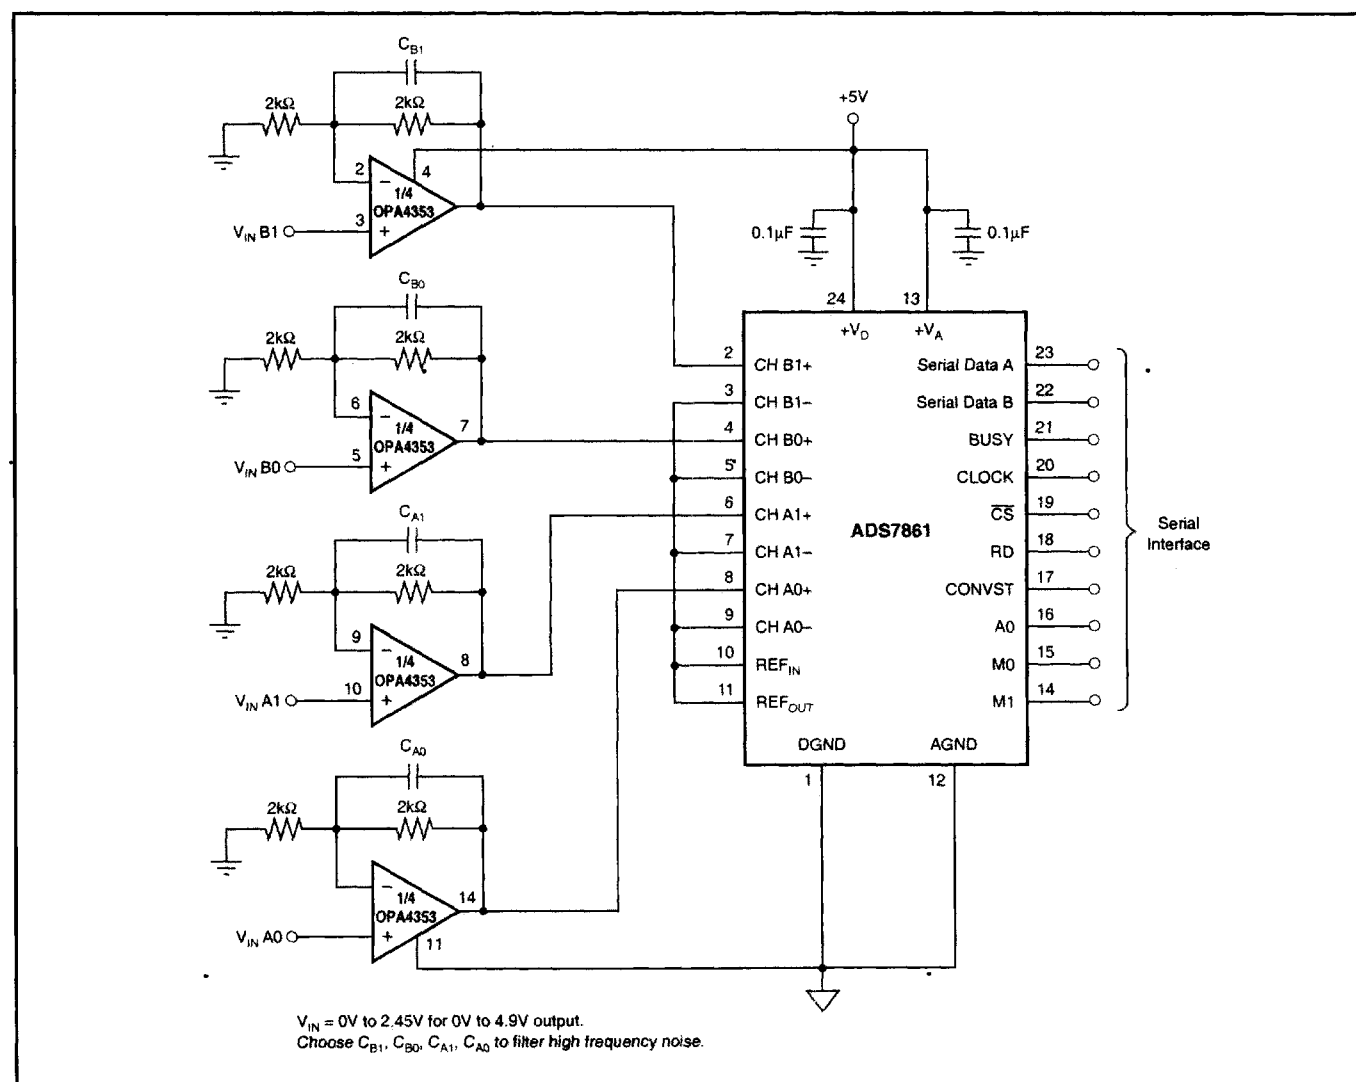 C_B1
2kΩ
2kΩ
2
4
1/4
OPA4353
3
V_IN B1
+5V
0.1µF
0.1µF
C_B0
2kΩ
2kΩ
6
7
1/4
OPA4353
5
V_IN B0
24
13
+V_D
+V_A
2
CH B1+
Serial Data A
23
3
CH B1–
Serial Data B
22
4
CH B0+
BUSY
21
5
CH B0–
CLOCK
20
6
CH A1+
CS
19
7
CH A1–
RD
18
8
CH A0+
CONVST
17
9
CH A0–
A0
16
10
REF_IN
M0
15
11
REF_OUT
M1
14
ADS7861
Serial
Interface
DGND
AGND
1
12
C_A1
2kΩ
2kΩ
9
8
1/4
OPA4353
10
V_IN A1
C_A0
2kΩ
2kΩ
14
1/4
OPA4353
11
V_IN A0
V_IN = 0V to 2.45V for 0V to 4.9V output.
Choose C_B1, C_B0, C_A1, C_A0 to filter high frequency noise.